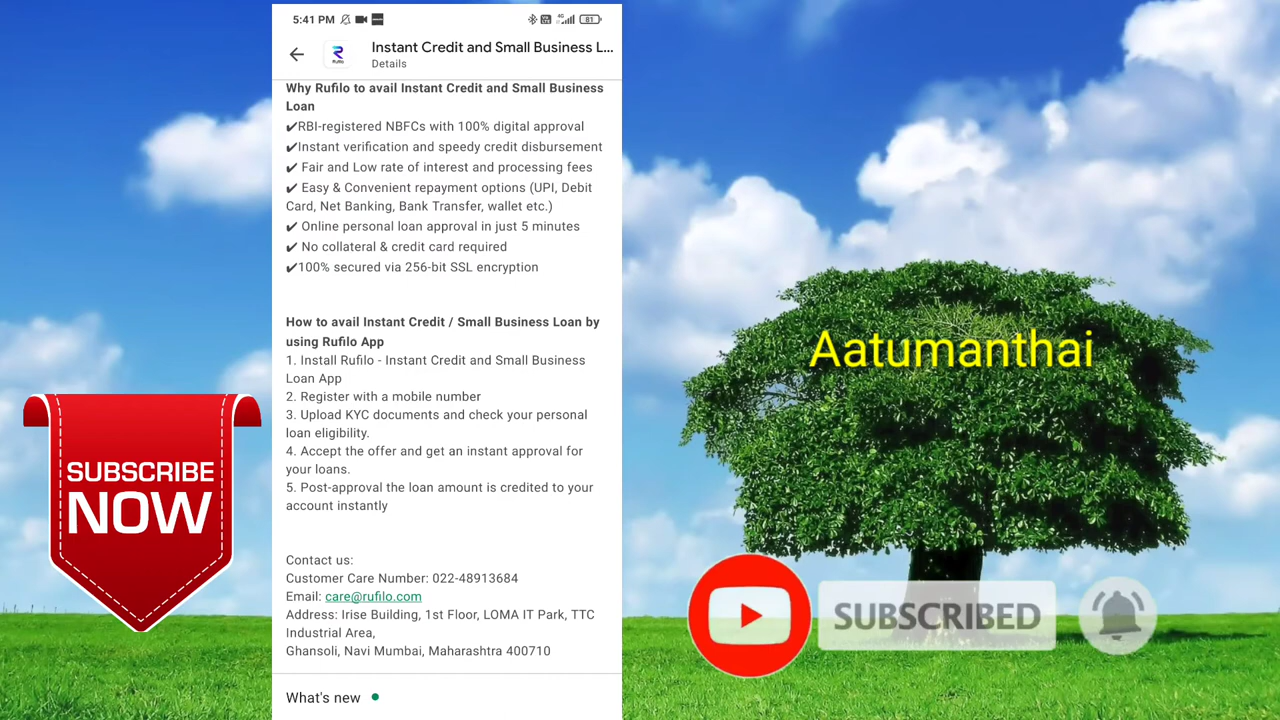 5:41 PM
81
Rufilo
Instant Credit and Small Business L...
Details
Why Rufilo to avail Instant Credit and Small Business
Loan
✔RBI-registered NBFCs with 100% digital approval
✔Instant verification and speedy credit disbursement
✔ Fair and Low rate of interest and processing fees
✔ Easy & Convenient repayment options (UPI, Debit
Card, Net Banking, Bank Transfer, wallet etc.)
✔ Online personal loan approval in just 5 minutes
✔ No collateral & credit card required
✔100% secured via 256-bit SSL encryption
How to avail Instant Credit / Small Business Loan by
using Rufilo App
1. Install Rufilo - Instant Credit and Small Business
Loan App
2. Register with a mobile number
3. Upload KYC documents and check your personal
loan eligibility.
4. Accept the offer and get an instant approval for
your loans.
5. Post-approval the loan amount is credited to your
account instantly
Contact us:
Customer Care Number: 022-48913684
Email: care@rufilo.com
Address: Irise Building, 1st Floor, LOMA IT Park, TTC
Industrial Area,
Ghansoli, Navi Mumbai, Maharashtra 400710
What's new
SUBSCRIBE
NOW
Aatumanthai
SUBSCRIBED